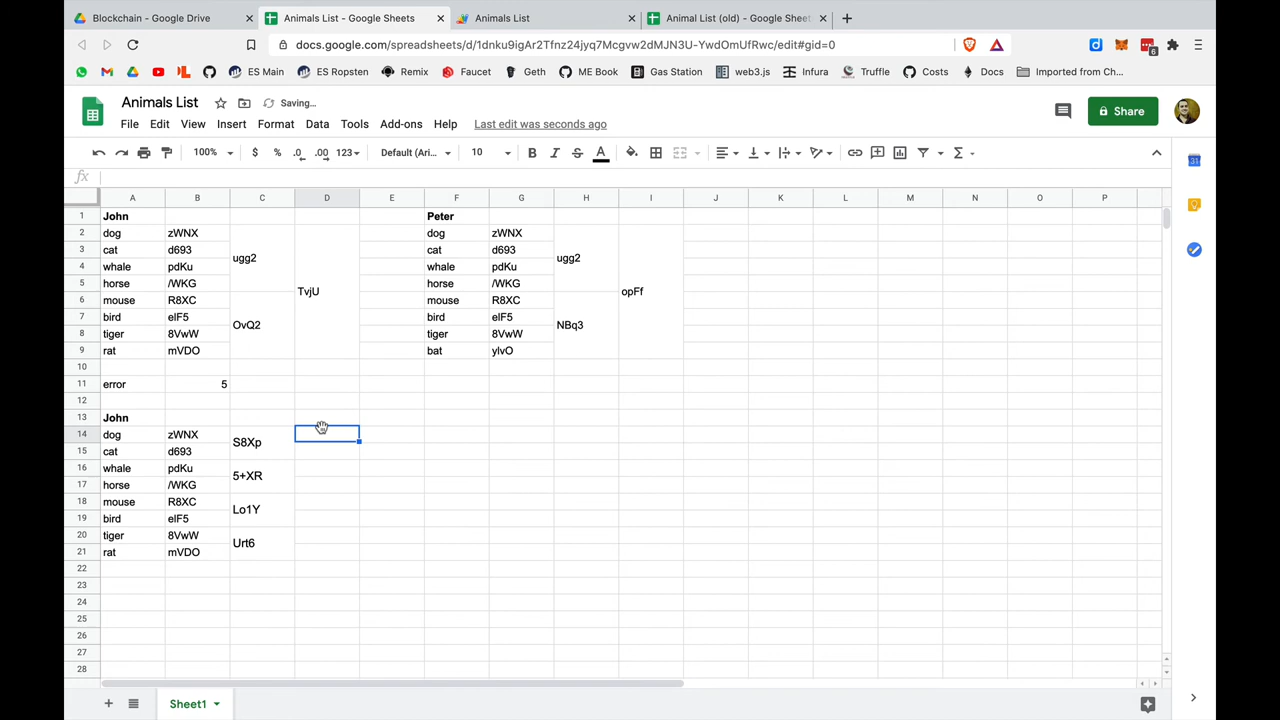 Blockchain - Google Drive
Animals List - Google Sheets
Animals List
Animal List (old) - Google Sheet
docs.google.com/spreadsheets/d/1dnku9igAr2Tfnz24jyq7Mcgvw2dMJN3U-YwdOmUfRwc/edit#gid=0
6
ES Main
ES Ropsten
Remix
Faucet
Geth
ME Book
Gas Station
web3.js
Infura
Truffle
Costs
Docs
Imported from Ch...
Animals List
Saving...
Share
File Edit View Insert Format Data Tools Add-ons Help Last edit was seconds ago
100% $ % .0 .00 123 Default (Ari... 10 B I S A
fx
A B C D E F G H I J K L M N O P
1 John Peter
2 dog zWNX dog zWNX
3 cat d693 ugg2 cat d693 ugg2
4 whale pdKu whale pdKu
5 horse /WKG TvjU horse /WKG opFf
6 mouse R8XC mouse R8XC
7 bird elF5 OvQ2 bird elF5 NBq3
8 tiger 8VwW tiger 8VwW
9 rat mVDO bat ylvO
10
11 error 5
12
13 John
14 dog zWNX S8Xp
15 cat d693
16 whale pdKu 5+XR
17 horse /WKG
18 mouse R8XC Lo1Y
19 bird elF5
20 tiger 8VwW Urt6
21 rat mVDO
22
23
24
25
26
27
28
Sheet1